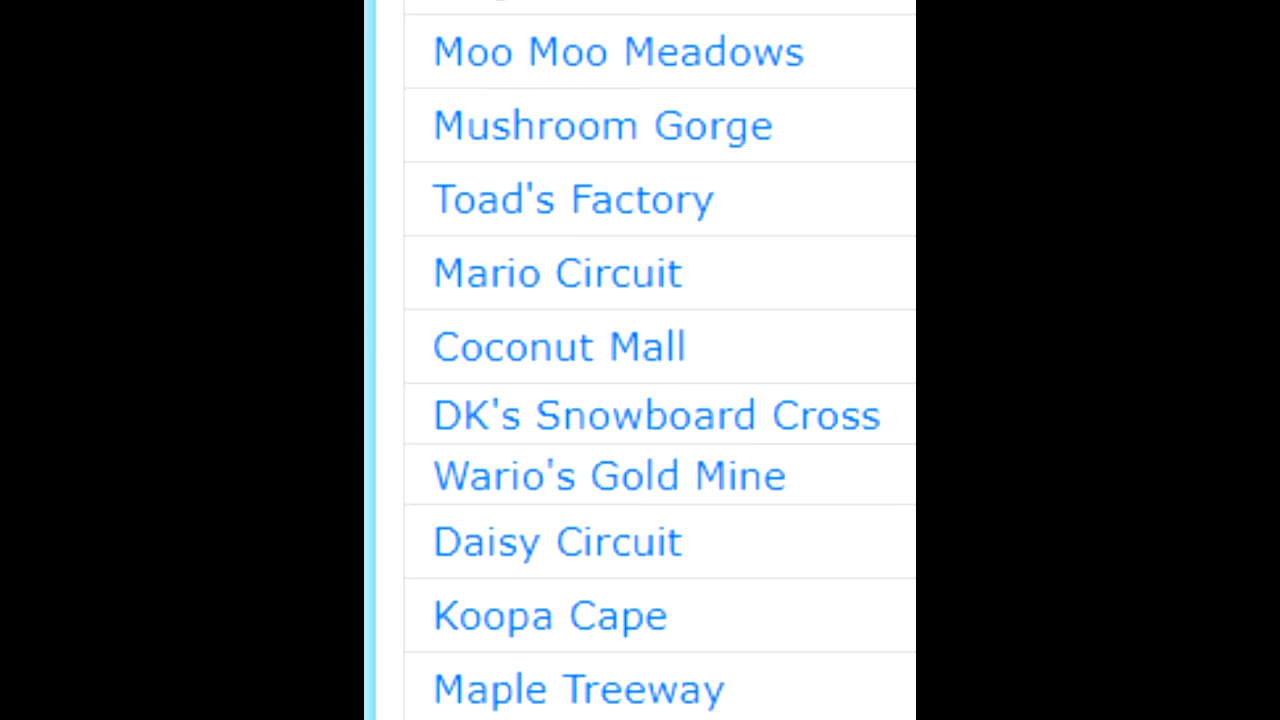 Moo Moo Meadows
Mushroom Gorge
Toad's Factory
Mario Circuit
Coconut Mall
DK's Snowboard Cross
Wario's Gold Mine
Daisy Circuit
Koopa Cape
Maple Treeway